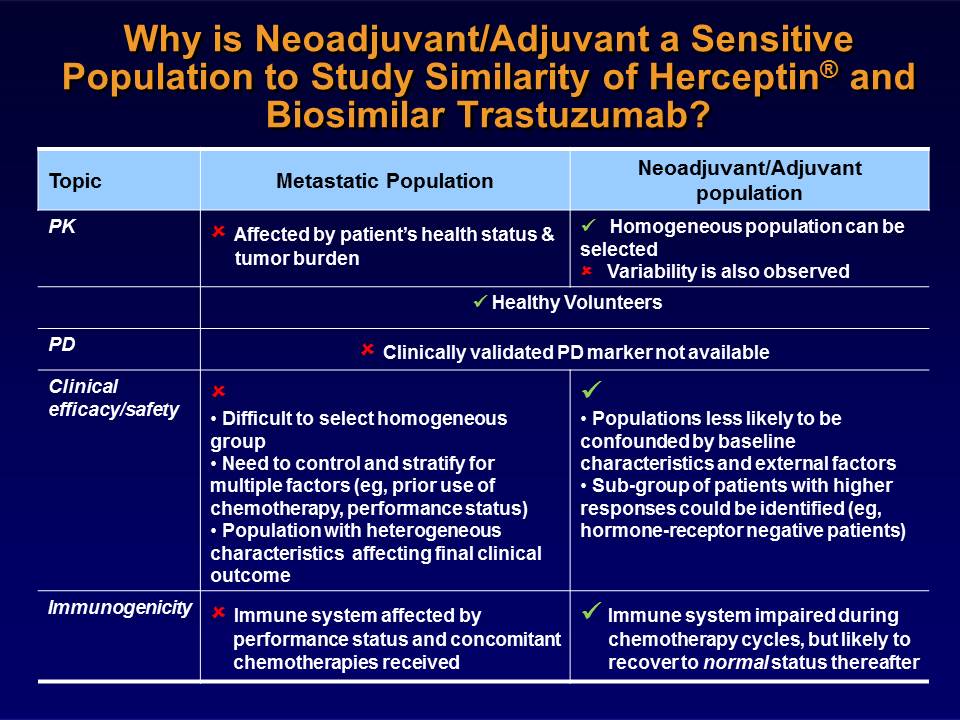 Why is Neoadjuvant/Adjuvant a Sensitive
Population to Study Similarity of Herceptin® and
Biosimilar Trastuzumab?
Topic
Metastatic Population
Neoadjuvant/Adjuvant
population
PK
✗ Affected by patient's health status &
tumor burden
✓ Homogeneous population can be
selected
✗ Variability is also observed
✓ Healthy Volunteers
PD
✗ Clinically validated PD marker not available
Clinical
efficacy/safety
✗
• Difficult to select homogeneous
group
• Need to control and stratify for
multiple factors (eg, prior use of
chemotherapy, performance status)
• Population with heterogeneous
characteristics affecting final clinical
outcome
✓
• Populations less likely to be
confounded by baseline
characteristics and external factors
• Sub-group of patients with higher
responses could be identified (eg,
hormone-receptor negative patients)
Immunogenicity
✗ Immune system affected by
performance status and concomitant
chemotherapies received
✓ Immune system impaired during
chemotherapy cycles, but likely to
recover to normal status thereafter